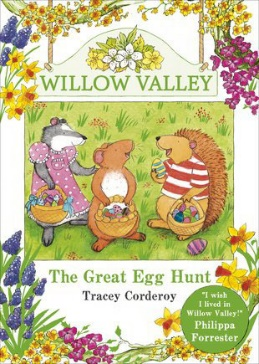 WILLOW VALLEY
The Great Egg Hunt
Tracey Corderoy
"I wish
I lived in
Willow Valley!"
Philippa
Forrester